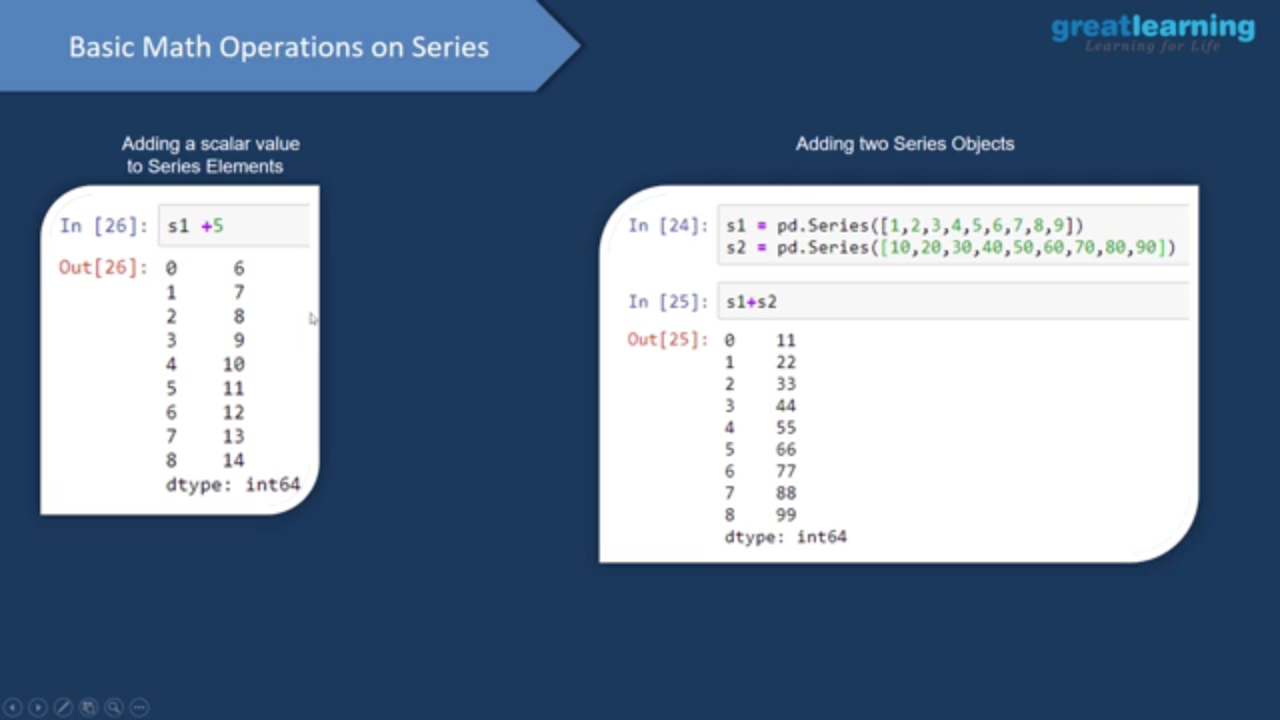 Basic Math Operations on Series
greatlearning
Learning for Life
Adding a scalar value
to Series Elements
In [26]: s1 +5
Out[26]: 0 6
1 7
2 8
3 9
4 10
5 11
6 12
7 13
8 14
dtype: int64
Adding two Series Objects
In [24]: s1 = pd.Series([1,2,3,4,5,6,7,8,9])
s2 = pd.Series([10,20,30,40,50,60,70,80,90])
In [25]: s1+s2
Out[25]: 0 11
1 22
2 33
3 44
4 55
5 66
6 77
7 88
8 99
dtype: int64